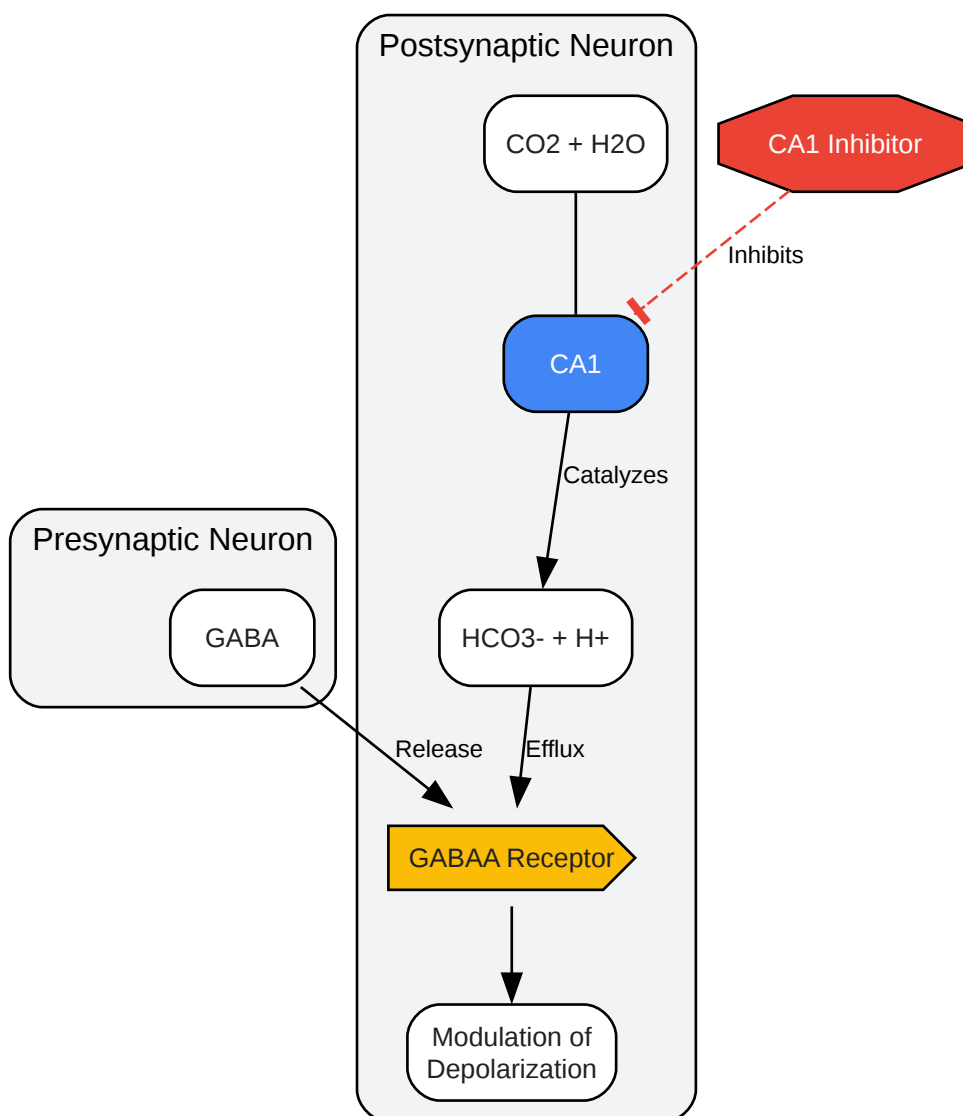 Postsynaptic Neuron
CO2 + H2O
CA1 Inhibitor
Inhibits
CA1
Catalyzes
Presynaptic Neuron
GABA
HCO3- + H+
Release
Efflux
GABAA Receptor
Modulation of
Depolarization